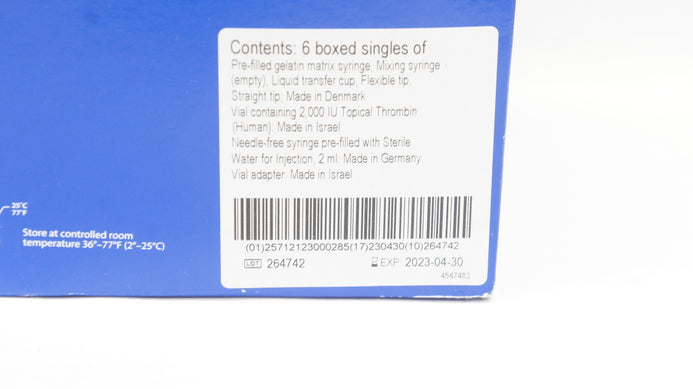 Contents: 6 boxed singles of
Pre-filled gelatin matrix syringe, Mixing syringe
(empty), Liquid transfer cup, Flexible tip,
Straight tip; Made in Denmark
Vial containing 2,000 IU Topical Thrombin
(Human): Made in Israel
Needle-free syringe pre-filled with Sterile
Water for Injection, 2 ml: Made in Germany
Vial adapter: Made in Israel
(01)25712123000285(17)230430(10)264742
LOT 264742
EXP: 2023-04-30
4547483
25°C
77°F
Store at controlled room
temperature 36°–77°F (2°–25°C)